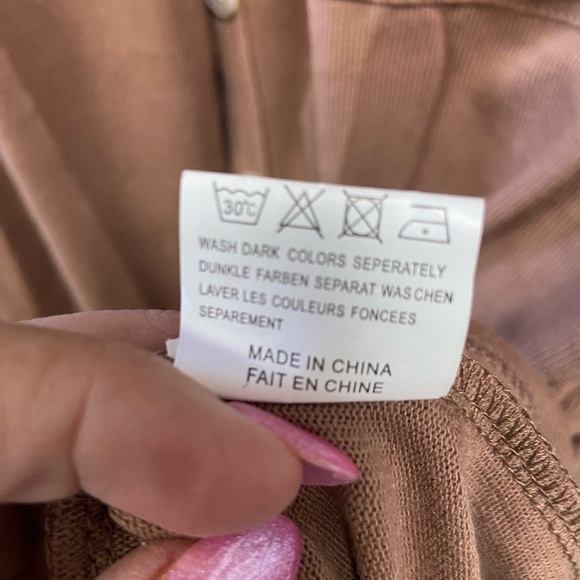 30°C
WASH DARK COLORS SEPERATELY
DUNKLE FARBEN SEPARAT WASCHEN
LAVER LES COULEURS FONCEES
SEPAREMENT
MADE IN CHINA
FAIT EN CHINE